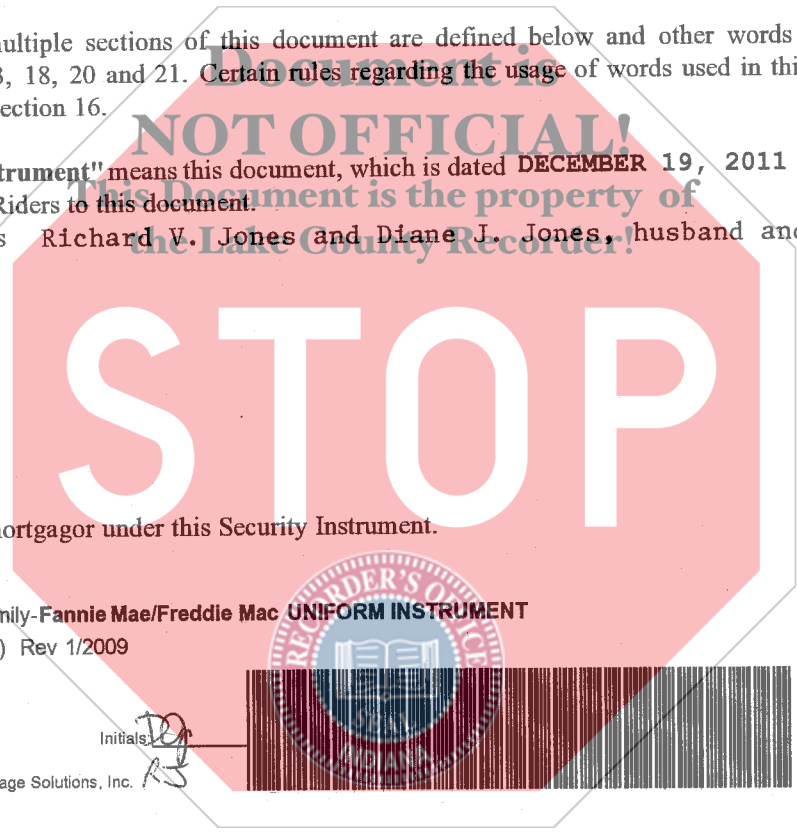 multiple sections of this document are defined below and other words
3, 18, 20 and 21. Certain rules regarding the usage of words used in thi
ection 16.
Document is
NOT OFFICIAL!
This Document is the property of
the Lake County Recorder!
trument" means this document, which is dated DECEMBER 19, 2011
Riders to this document.
s Richard V. Jones and Diane J. Jones, husband and
STOP
ortgagor under this Security Instrument.
mily-Fannie Mae/Freddie Mac UNIFORM INSTRUMENT
) Rev 1/2009
RECORDER'S OFFICE
SEAL
INDIANA
Initials:
age Solutions, Inc.
RJ